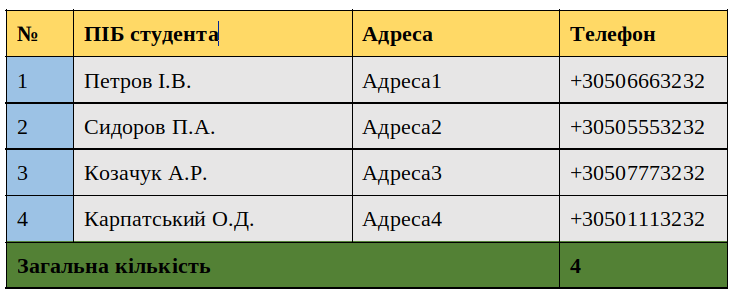 № ПІБ студента Адреса Телефон
1 Петров І.В. Адреса1 +30506663232
2 Сидоров П.А. Адреса2 +30505553232
3 Козачук А.Р. Адреса3 +30507773232
4 Карпатський О.Д. Адреса4 +30501113232
Загальна кількість 4